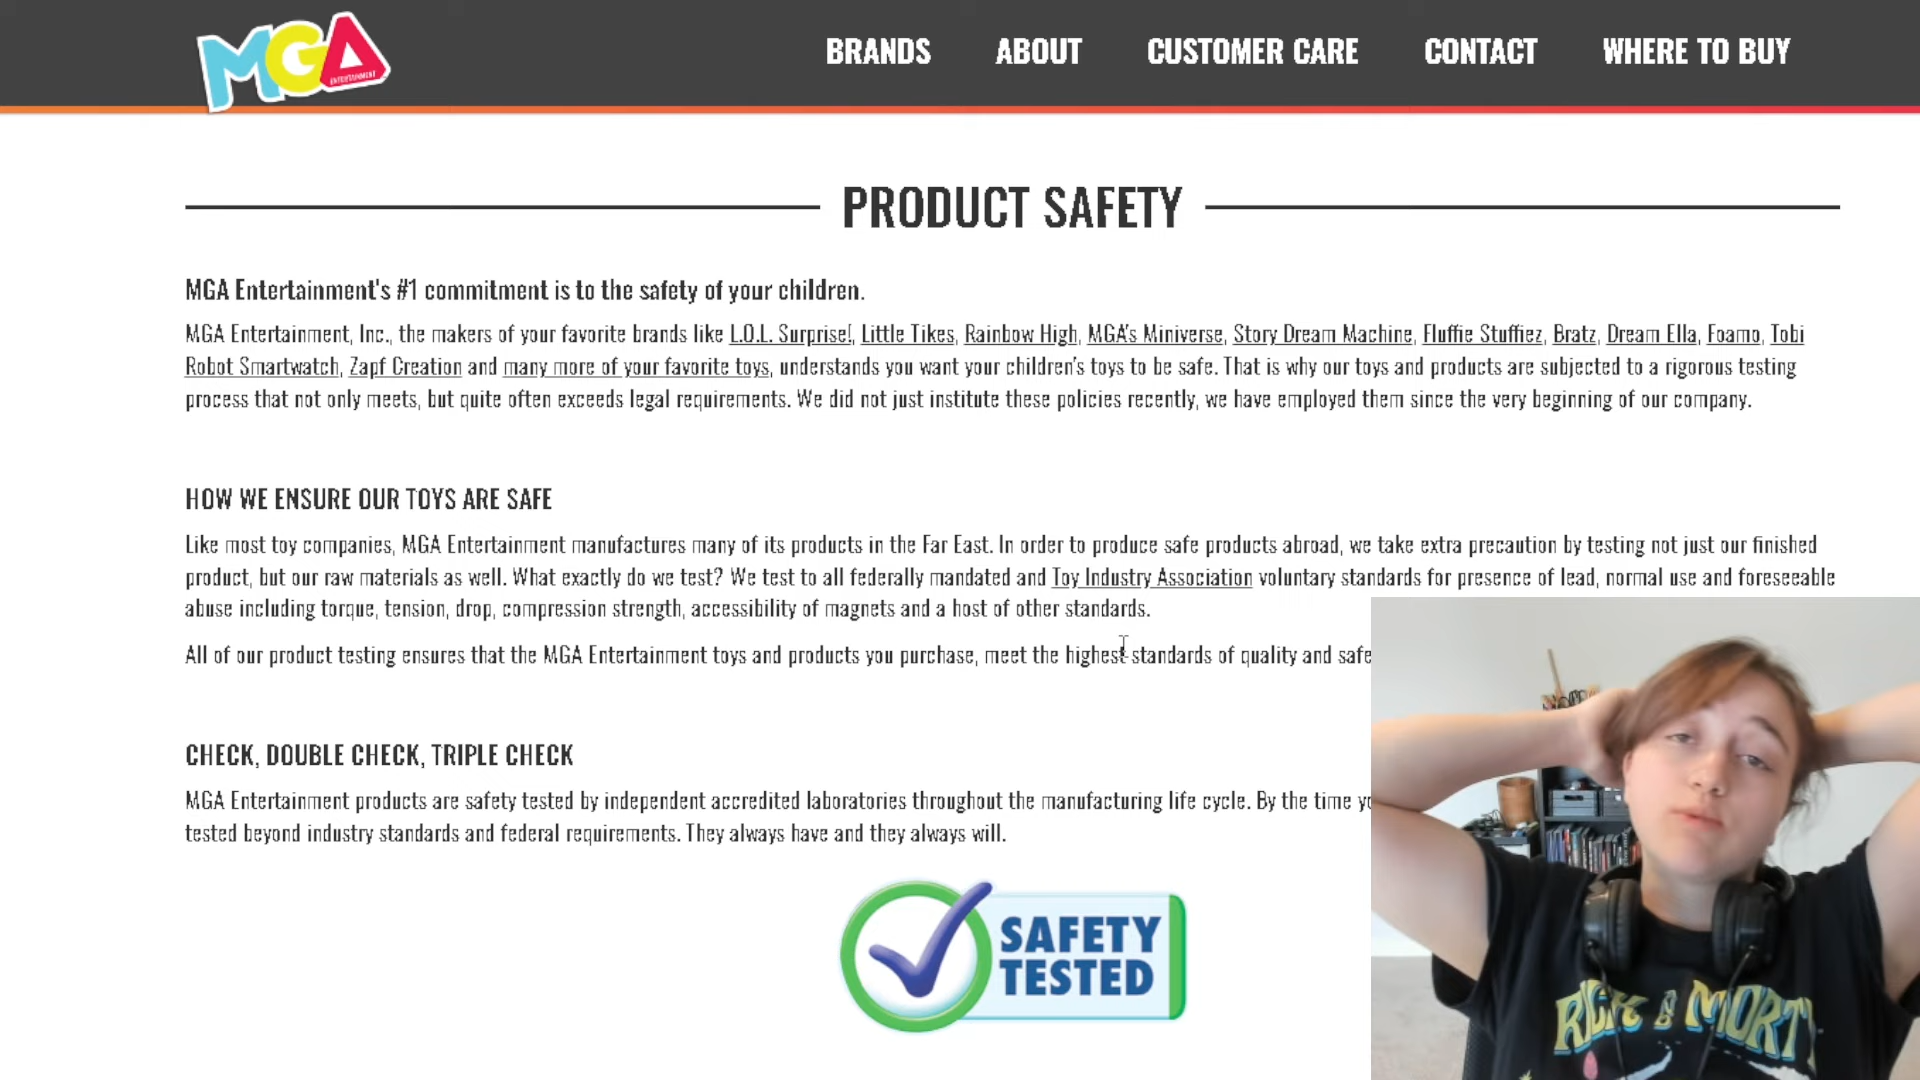 MGA
ENTERTAINMENT
BRANDS ABOUT CUSTOMER CARE CONTACT WHERE TO BUY
PRODUCT SAFETY
MGA Entertainment's #1 commitment is to the safety of your children.
MGA Entertainment, Inc., the makers of your favorite brands like L.O.L. Surprise!, Little Tikes, Rainbow High, MGA's Miniverse, Story Dream Machine, Fluffie Stuffiez, Bratz, Dream Ella, Foamo, Tobi
Robot Smartwatch, Zapf Creation and many more of your favorite toys, understands you want your children's toys to be safe. That is why our toys and products are subjected to a rigorous testing
process that not only meets, but quite often exceeds legal requirements. We did not just institute these policies recently, we have employed them since the very beginning of our company.
HOW WE ENSURE OUR TOYS ARE SAFE
Like most toy companies, MGA Entertainment manufactures many of its products in the Far East. In order to produce safe products abroad, we take extra precaution by testing not just our finished
product, but our raw materials as well. What exactly do we test? We test to all federally mandated and Toy Industry Association voluntary standards for presence of lead, normal use and foreseeable
abuse including torque, tension, drop, compression strength, accessibility of magnets and a host of other standards.
All of our product testing ensures that the MGA Entertainment toys and products you purchase, meet the highest standards of quality and safe
CHECK, DOUBLE CHECK, TRIPLE CHECK
MGA Entertainment products are safety tested by independent accredited laboratories throughout the manufacturing life cycle. By the time yo
tested beyond industry standards and federal requirements. They always have and they always will.
SAFETY
TESTED
RICK & MORTY